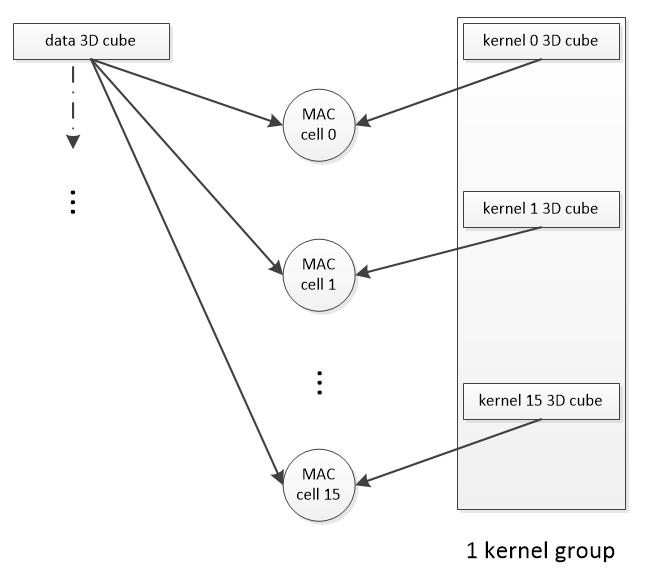 data 3D cube
kernel 0 3D cube
MAC
cell 0
kernel 1 3D cube
MAC
cell 1
kernel 15 3D cube
MAC
cell 15
1 kernel group